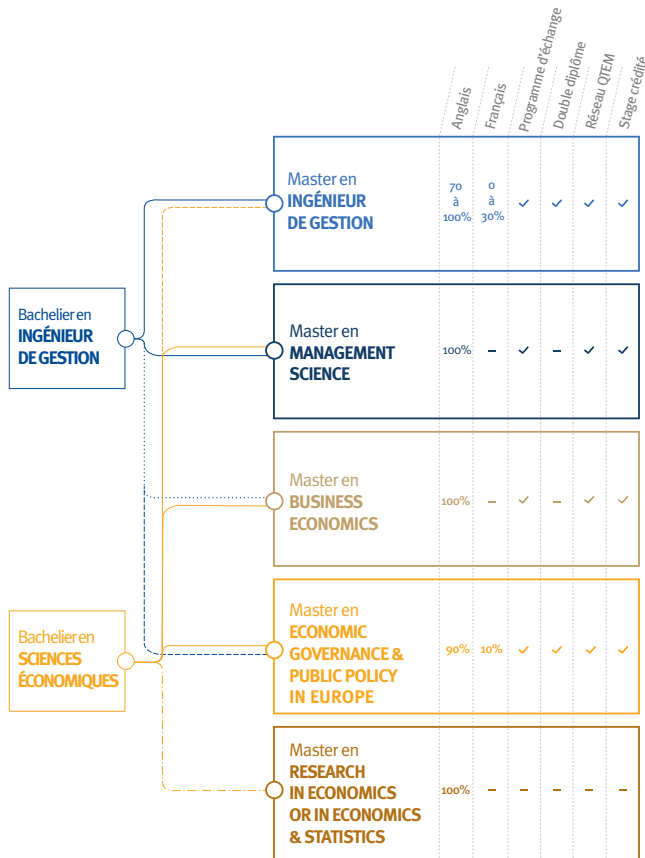 Anglais
Français
Programme d'échange
Double diplôme
Réseau QTEM
Stage crédité
Master en
INGÉNIEUR
DE GESTION
70
à
100%
0
à
30%
Bachelier en
INGÉNIEUR
DE GESTION
Master en
MANAGEMENT
SCIENCE
100% – –
Master en
BUSINESS
ECONOMICS
100% – –
Bachelier en
SCIENCES
ÉCONOMIQUES
Master en
ECONOMIC
GOVERNANCE &
PUBLIC POLICY
IN EUROPE
90% 10%
Master en
RESEARCH
IN ECONOMICS
OR IN ECONOMICS
& STATISTICS
100% – – – – –